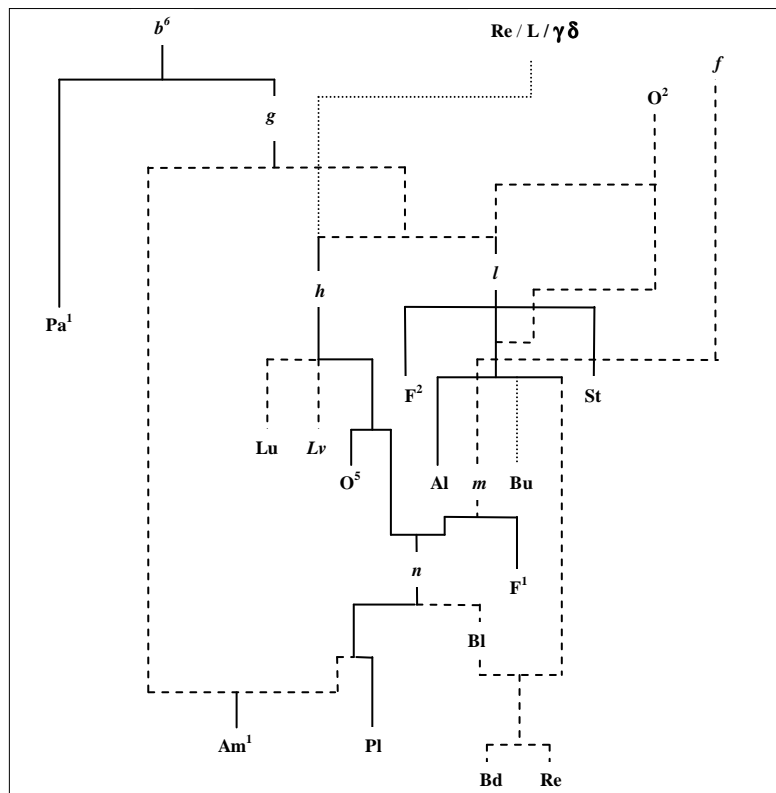 b⁶
Re / L / γδ
f
O²
g
h
l
Pa¹
F²
St
Lu
Lv
O⁵
Al
m
Bu
n
F¹
Bl
Am¹
Pl
Bd
Re